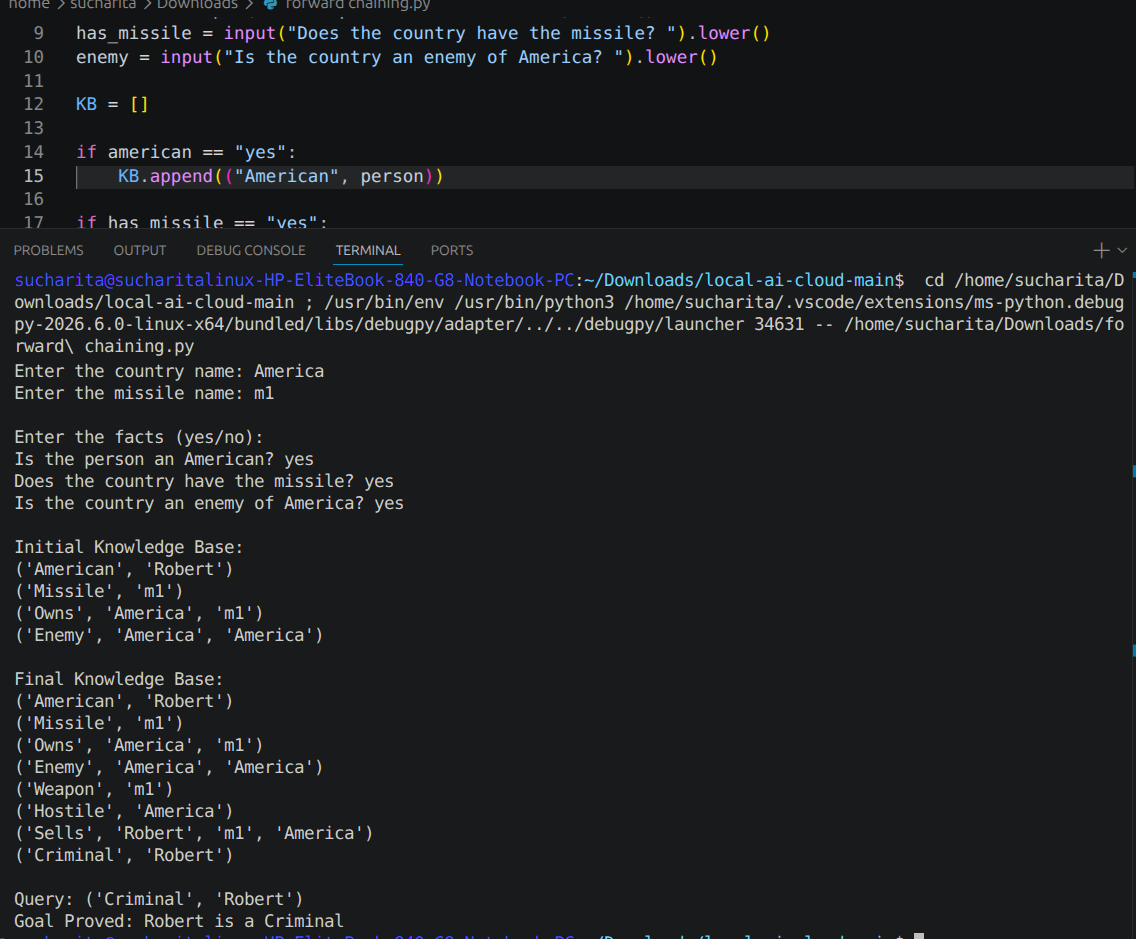 home > sucharita > Downloads > forward chaining.py
9 has_missile = input("Does the country have the missile? ").lower()
10 enemy = input("Is the country an enemy of America? ").lower()
11
12 KB = []
13
14 if american == "yes":
15 KB.append(("American", person))
16
17 if has_missile == "yes":
PROBLEMS OUTPUT DEBUG CONSOLE TERMINAL PORTS
sucharita@sucharitalinux-HP-EliteBook-840-G8-Notebook-PC:~/Downloads/local-ai-cloud-main$ cd /home/sucharita/D
ownloads/local-ai-cloud-main ; /usr/bin/env /usr/bin/python3 /home/sucharita/.vscode/extensions/ms-python.debug
py-2026.6.0-linux-x64/bundled/libs/debugpy/adapter/../../debugpy/launcher 34631 -- /home/sucharita/Downloads/fo
rward\ chaining.py
Enter the country name: America
Enter the missile name: m1

Enter the facts (yes/no):
Is the person an American? yes
Does the country have the missile? yes
Is the country an enemy of America? yes

Initial Knowledge Base:
('American', 'Robert')
('Missile', 'm1')
('Owns', 'America', 'm1')
('Enemy', 'America', 'America')

Final Knowledge Base:
('American', 'Robert')
('Missile', 'm1')
('Owns', 'America', 'm1')
('Enemy', 'America', 'America')
('Weapon', 'm1')
('Hostile', 'America')
('Sells', 'Robert', 'm1', 'America')
('Criminal', 'Robert')

Query: ('Criminal', 'Robert')
Goal Proved: Robert is a Criminal